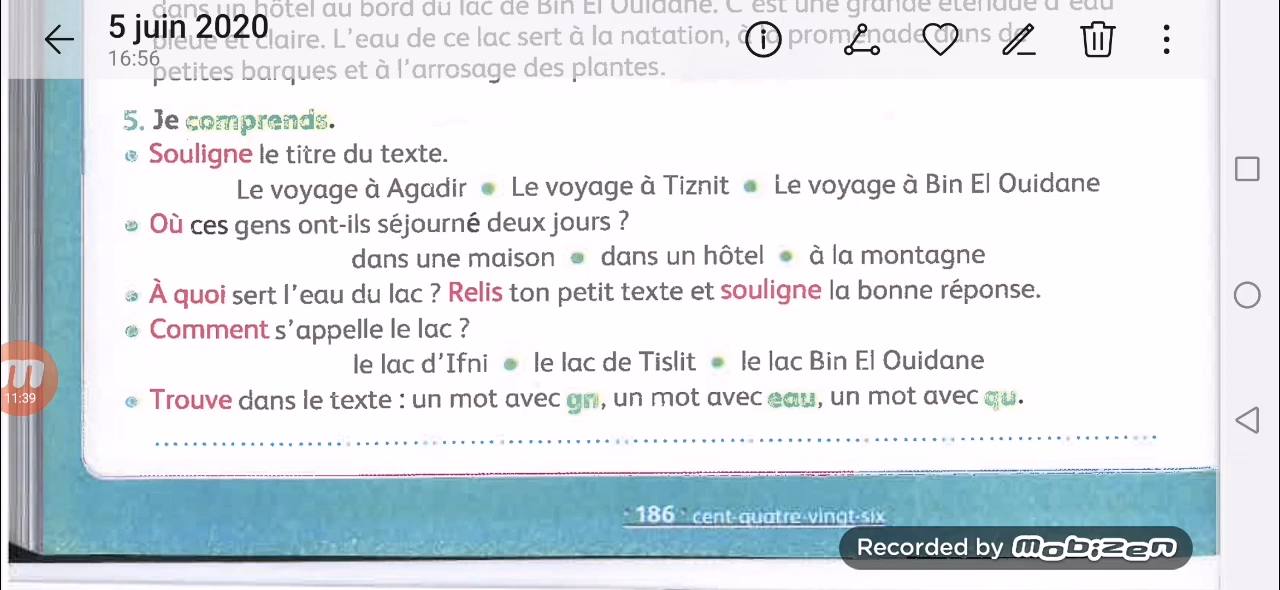 dans un hôtel au bord du lac de Bin El Ouidane. C'est une grande étendue d'eau
5 juin 2020
bleue et claire. L'eau de ce lac sert à la natation, à la promenade dans de
16:56
petites barques et à l'arrosage des plantes.
5. Je comprends.
Souligne le titre du texte.
Le voyage à Agadir • Le voyage à Tiznit • Le voyage à Bin El Ouidane
Où ces gens ont-ils séjourné deux jours ?
dans une maison • dans un hôtel • à la montagne
À quoi sert l'eau du lac ? Relis ton petit texte et souligne la bonne réponse.
Comment s'appelle le lac ?
le lac d'Ifni • le lac de Tislit • le lac Bin El Ouidane
11:39
Trouve dans le texte : un mot avec gn, un mot avec eau, un mot avec qu.
186 cent-quatre-vingt-six
Recorded by Mobizen